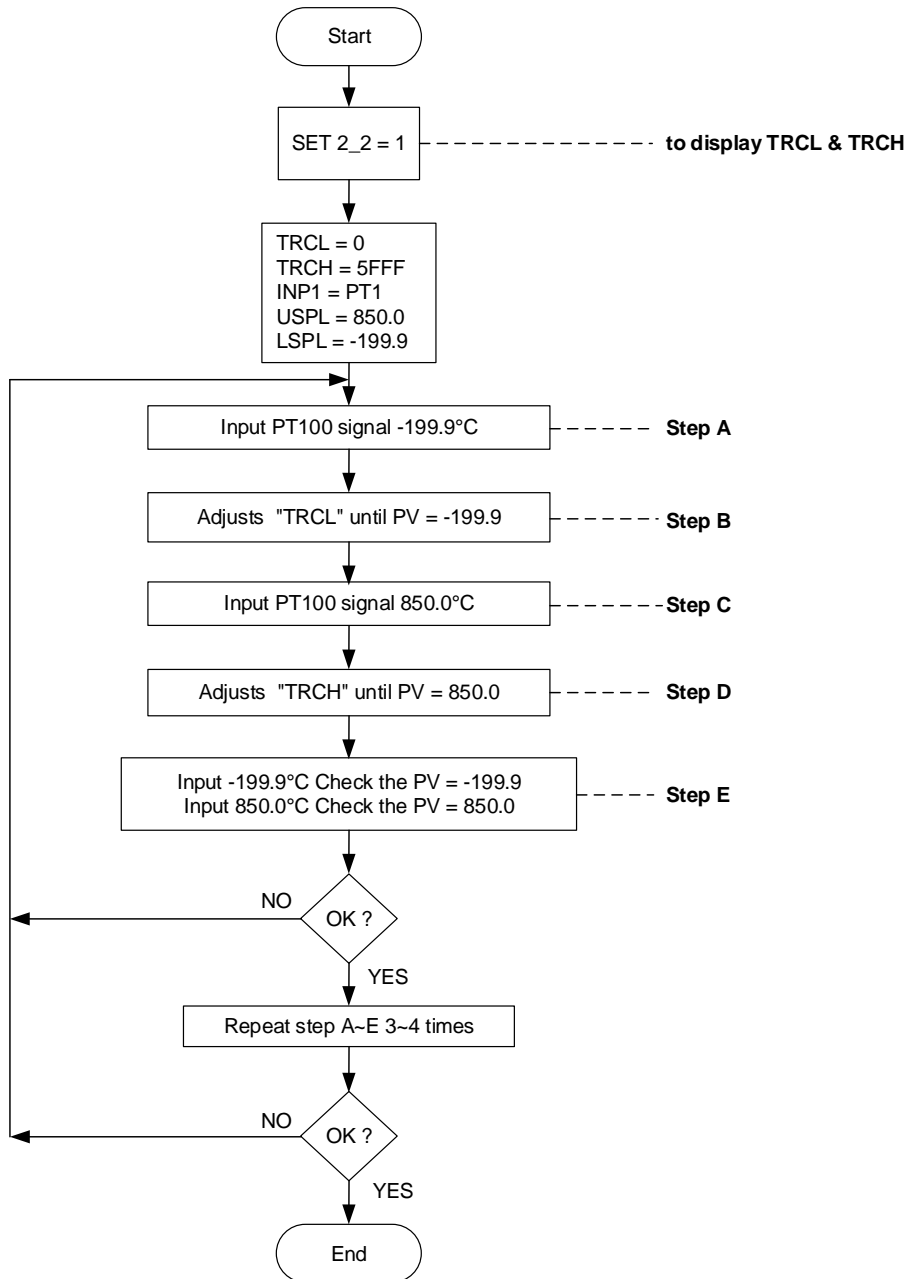 Start
SET 2_2 = 1
to display TRCL & TRCH
TRCL = 0
TRCH = 5FFF
INP1 = PT1
USPL = 850.0
LSPL = -199.9
Input PT100 signal -199.9°C
Step A
Adjusts "TRCL" until PV = -199.9
Step B
Input PT100 signal 850.0°C
Step C
Adjusts "TRCH" until PV = 850.0
Step D
Input -199.9°C Check the PV = -199.9
Input 850.0°C Check the PV = 850.0
Step E
NO
OK ?
YES
Repeat step A~E 3~4 times
NO
OK ?
YES
End